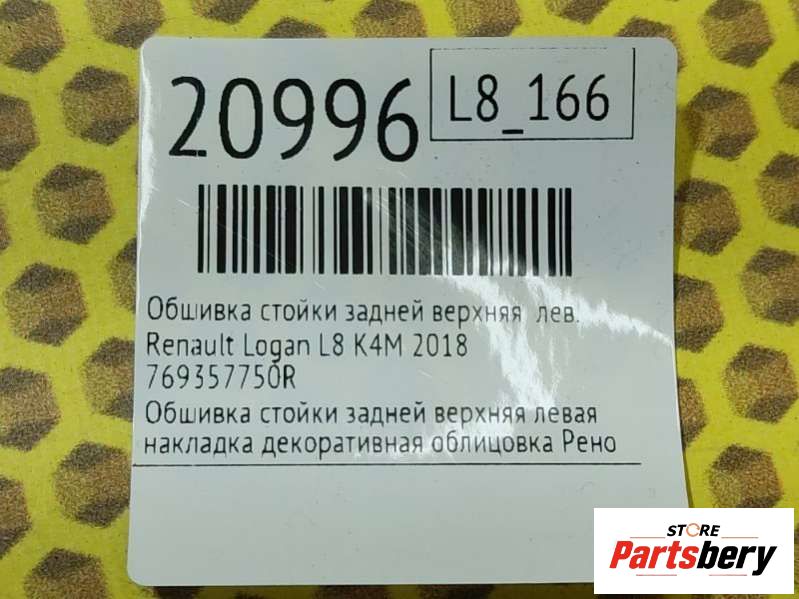 20996
L8_166
Обшивка стойки задней верхняя лев.
Renault Logan L8 K4M 2018
769357750R
Обшивка стойки задней верхняя левая
накладка декоративная облицовка Рено
STORE
Partsbery